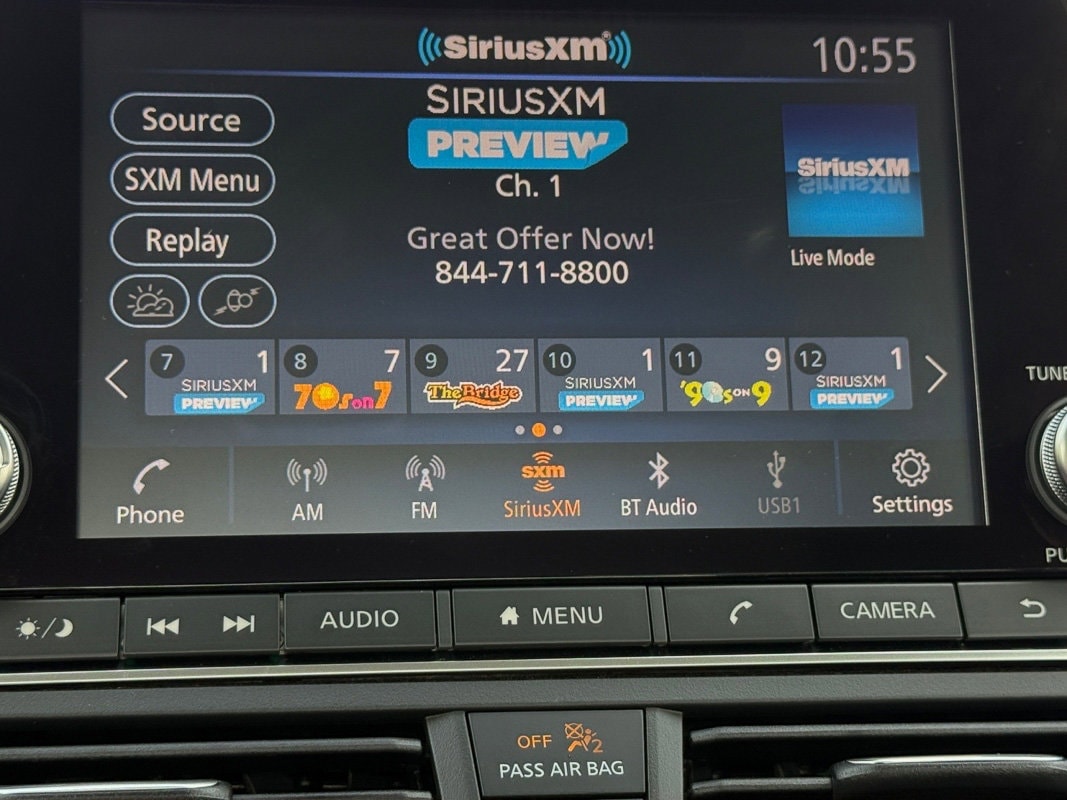 SiriusXM®
10:55
Source
SXM Menu
Replay
SIRIUSXM
PREVIEW
Ch. 1
Great Offer Now!
844-711-8800
SiriusXM
Live Mode
7 1
SIRIUSXM
PREVIEW
8 7
70s on 7
9 27
The Bridge
10 1
SIRIUSXM
PREVIEW
11 9
'90s ON 9
12 1
SIRIUSXM
PREVIEW
Phone
AM
FM
sxm
SiriusXM
BT Audio
USB1
Settings
TUNE
PU
AUDIO
MENU
CAMERA
OFF 2
PASS AIR BAG